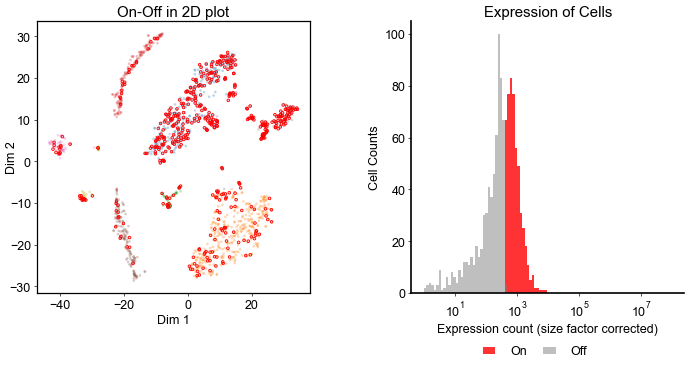 On-Off in 2D plot
30
20
10
0
−10
−20
−30
Dim 2
−40
−20
0
20
Dim 1
Expression of Cells
100
80
60
40
20
0
Cell Counts
10^1
10^3
10^5
10^7
Expression count (size factor corrected)
On
Off